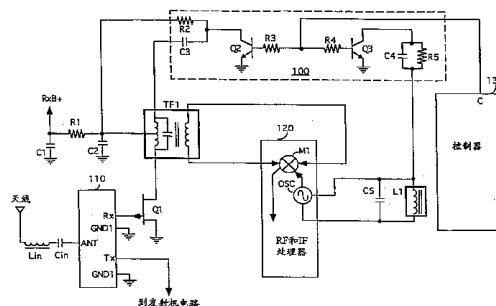 R2
C3
Q2
R3
R4
Q3
C4
R5
100
RxB+
R1
C1
C2
TF1
120
M1
OSC
CS
L1
RF和IF
处理器
13
C
控制器
天线
110
Lin
Cin
ANT
Rx
GND1
Tx
GND1
Q1
到发射机电路